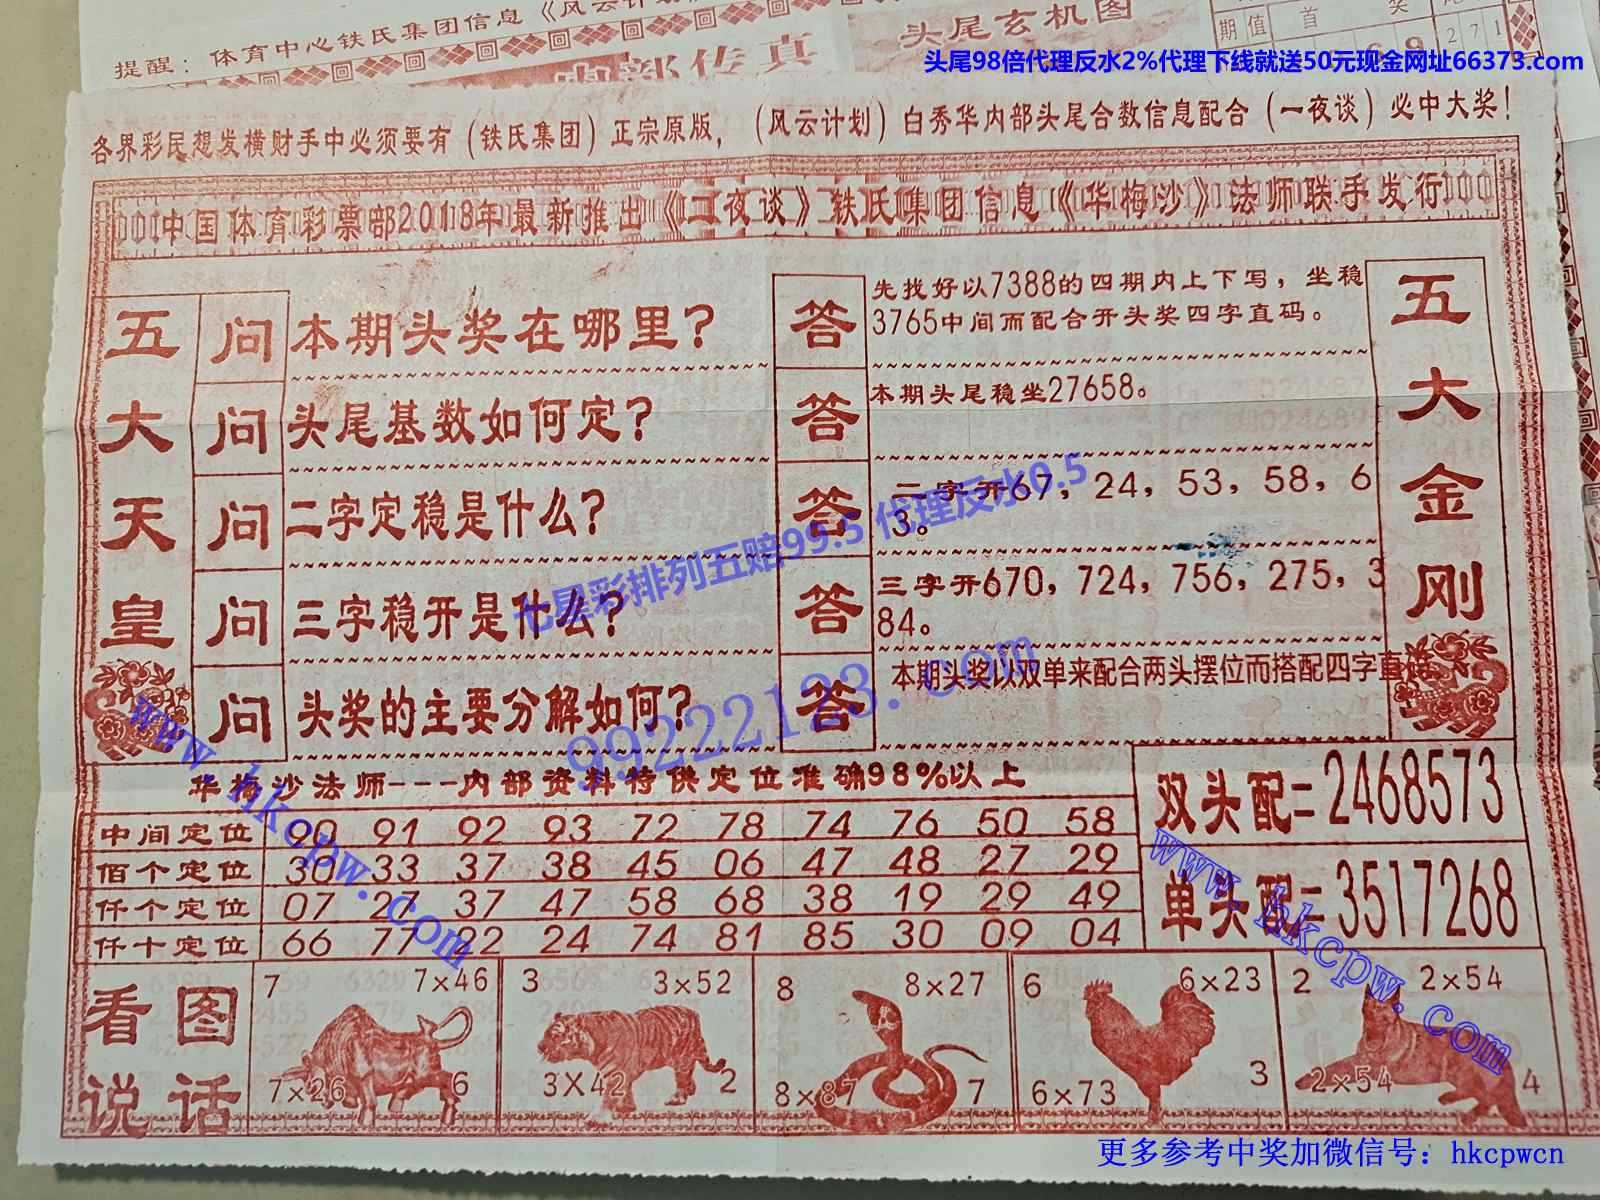 提醒：体育中心铁氏集团信息《风云计划
内部传真
头尾玄机图
期 值 首 奖
2 7 1
头尾98倍代理反水2%代理下线就送50元现金网址66373.com
各界彩民想发横财手中必须要有（铁氏集团）正宗原版，（风云计划）白秀华内部头尾合数信息配合（一夜谈）必中大奖！
中国体育彩票部2018年最新推出《一夜谈》铁氏集团信息《华梅沙》法师联手发行
五大天皇
问 本期头奖在哪里？
答 先找好以7388的四期内上下写，坐稳
3765中间而配合开头奖四字直码。
问 头尾基数如何定？
答 本期头尾稳坐27658。
问 二字定稳是什么？
答 二字开67，24，53，58，6
3。
问 三字稳开是什么？
答 三字开670，724，756，275，3
84。
问 头奖的主要分解如何？
答 本期头奖以双单来配合两头摆位而搭配四字直
五大金刚
七星彩排列五赔99.5 代理反水0.5
99222123.com
www.hkcpw.com
华梅沙法师---内部资料特供定位准确98%以上
中间定位 90 91 92 93 72 78 74 76 50 58
佰个定位 30 33 37 38 45 06 47 48 27 29
仟个定位 07 27 37 47 58 68 38 19 29 49
仟十定位 66 77 22 24 74 81 85 30 09 04
双头配=2468573
单头配=3517268
www.hkcpw.com
看图
说话
7 7×46
7×26 6
3 3×52
3X42 2
8 8×27
8×87 7
6 6×23
6×73 3
2 2×54
2×54 4
更多参考中奖加微信号：hkcpwcn